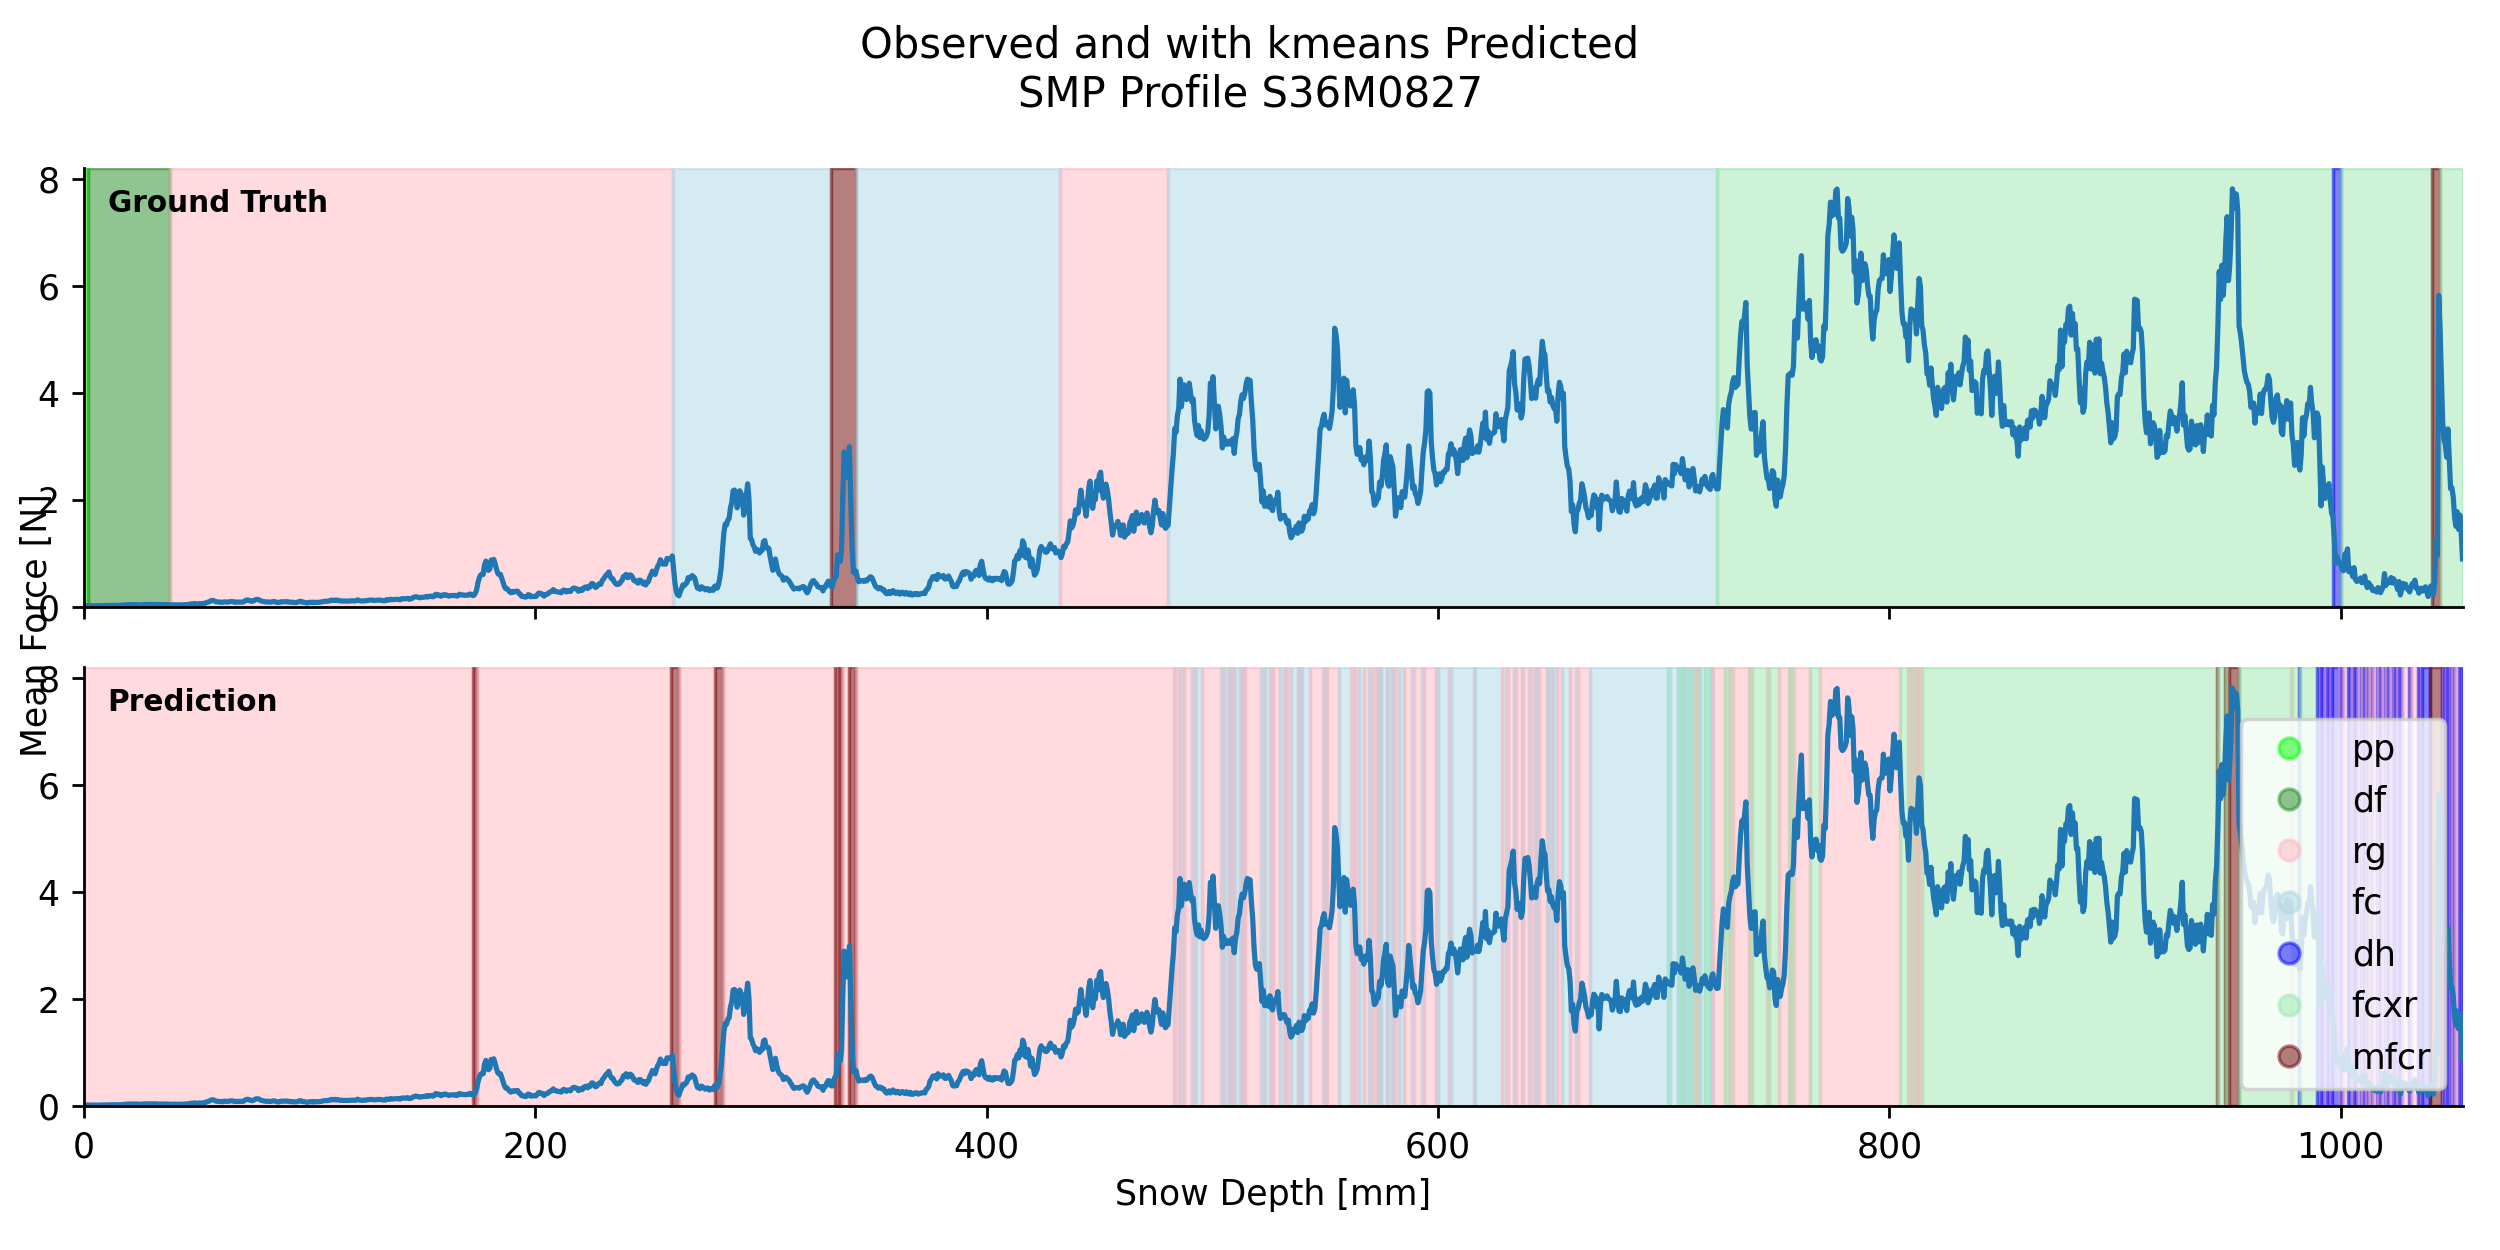 Observed and with kmeans Predicted
SMP Profile S36M0827
Mean Force [N]
8
6
4
2
0
Ground Truth
8
6
4
2
0
Prediction
pp
df
rg
fc
dh
fcxr
mfcr
0 200 400 600 800 1000
Snow Depth [mm]